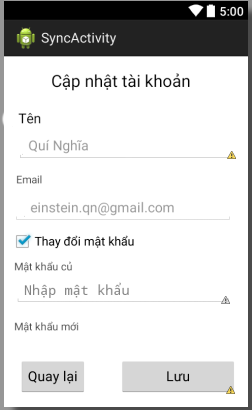 5:00
SyncActivity
Cập nhật tài khoản
Tên
Quí Nghĩa
Email
einstein.qn@gmail.com
Thay đổi mật khẩu
Mật khẩu củ
Nhập mật khẩu
Mật khẩu mới
Quay lại Lưu